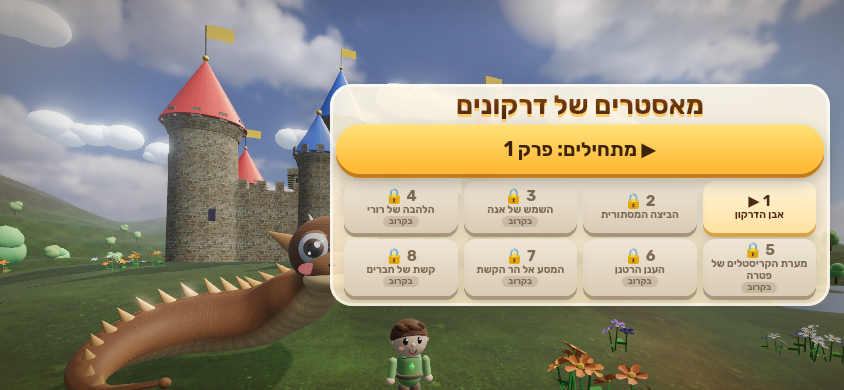 מאסטרים של דרקונים
▶ מתחילים: פרק 1
1 ▶
אבן הדרקון
2 🔒
הביצה המסתורית
3 🔒
השמש של אנה
בקרוב
4 🔒
הלהבה של רורי
בקרוב
5 🔒
מערת הקריסטלים של
פטרה
בקרוב
6 🔒
הענן הרטנן
בקרוב
7 🔒
המסע אל הר הקשת
בקרוב
8 🔒
קשת של חברים
בקרוב